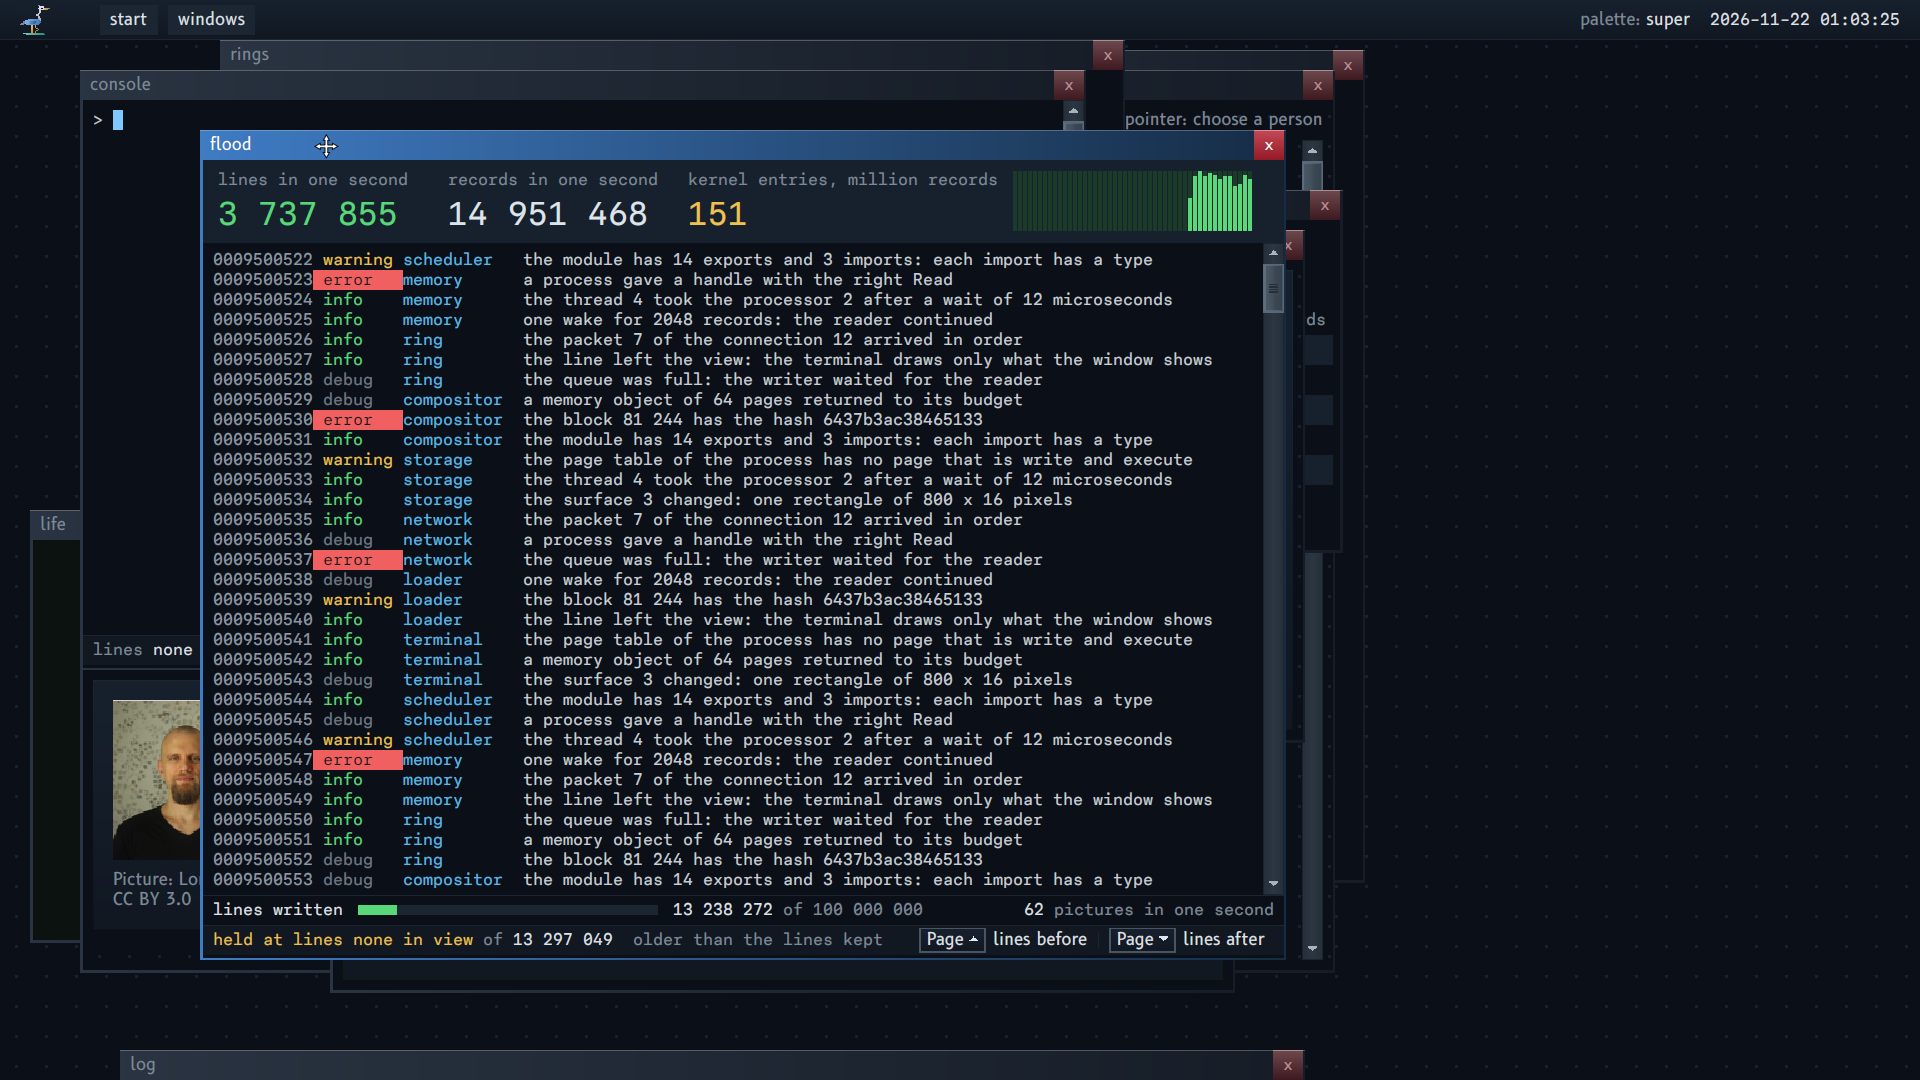 start windows palette: super 2026-11-22 01:03:25
rings x
x
console x
x
> 
pointer: choose a person
flood x
lines in one second records in one second kernel entries, million records
3 737 855 14 951 468 151
x
x
ds
0009500522 warning scheduler the module has 14 exports and 3 imports: each import has a type
0009500523 error memory a process gave a handle with the right Read
0009500524 info memory the thread 4 took the processor 2 after a wait of 12 microseconds
0009500525 info memory one wake for 2048 records: the reader continued
0009500526 info ring the packet 7 of the connection 12 arrived in order
0009500527 info ring the line left the view: the terminal draws only what the window shows
0009500528 debug ring the queue was full: the writer waited for the reader
0009500529 debug compositor a memory object of 64 pages returned to its budget
0009500530 error compositor the block 81 244 has the hash 6437b3ac38465133
0009500531 info compositor the module has 14 exports and 3 imports: each import has a type
0009500532 warning storage the page table of the process has no page that is write and execute
0009500533 info storage the thread 4 took the processor 2 after a wait of 12 microseconds
0009500534 info storage the surface 3 changed: one rectangle of 800 x 16 pixels
0009500535 info network the packet 7 of the connection 12 arrived in order
0009500536 debug network a process gave a handle with the right Read
0009500537 error network the queue was full: the writer waited for the reader
0009500538 debug loader one wake for 2048 records: the reader continued
0009500539 warning loader the block 81 244 has the hash 6437b3ac38465133
0009500540 info loader the line left the view: the terminal draws only what the window shows
0009500541 info terminal the page table of the process has no page that is write and execute
0009500542 info terminal a memory object of 64 pages returned to its budget
0009500543 debug terminal the surface 3 changed: one rectangle of 800 x 16 pixels
0009500544 info scheduler the module has 14 exports and 3 imports: each import has a type
0009500545 debug scheduler a process gave a handle with the right Read
0009500546 warning scheduler the thread 4 took the processor 2 after a wait of 12 microseconds
0009500547 error memory one wake for 2048 records: the reader continued
0009500548 info memory the packet 7 of the connection 12 arrived in order
0009500549 info memory the line left the view: the terminal draws only what the window shows
0009500550 info ring the queue was full: the writer waited for the reader
0009500551 info ring a memory object of 64 pages returned to its budget
0009500552 debug ring the block 81 244 has the hash 6437b3ac38465133
0009500553 debug compositor the module has 14 exports and 3 imports: each import has a type
lines written 13 238 272 of 100 000 000 62 pictures in one second
held at lines none in view of 13 297 049 older than the lines kept Page lines before Page lines after
life
lines none
Picture: Lo
CC BY 3.0
log x